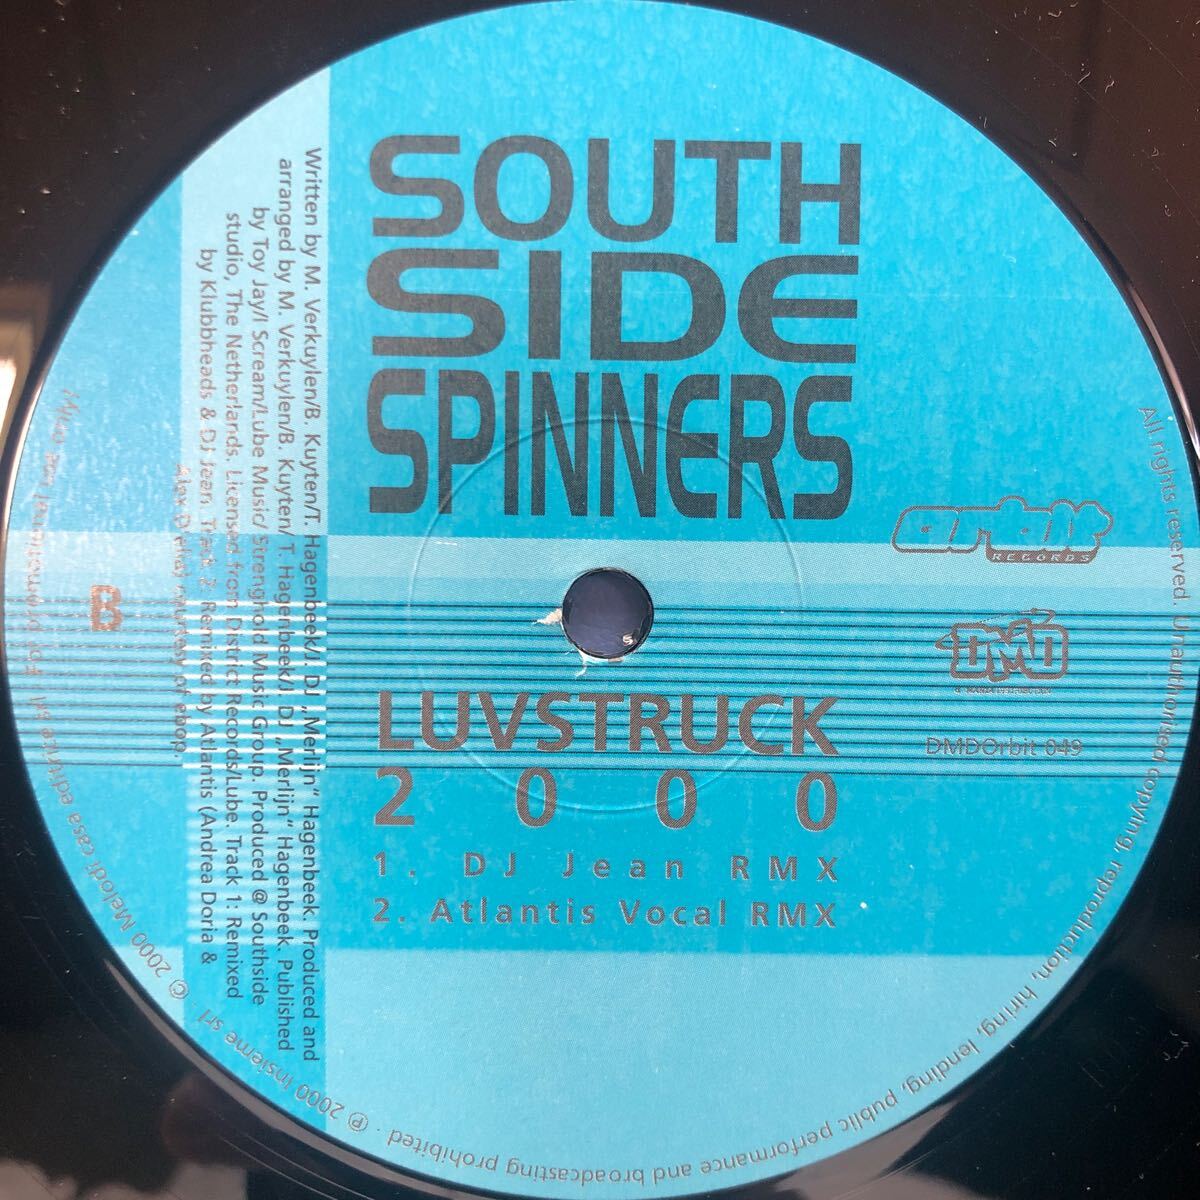 SOUTH
SIDE
SPINNERS
orbit
RECORDS
DMD
DMDOrbit 049
LUVSTRUCK
2000
1. DJ Jean RMX
2. Atlantis Vocal RMX
B
Written by M. Verkuylen/B. Kuyten/T. Hagenbeek/J. DJ „Merlijn“ Hagenbeek. Produced and
arranged by M. Verkuylen/B. Kuyten/ T. Hagenbeek/J. DJ „Merlijn“ Hagenbeek. Published
by Toy Jay/I Scream/Lube Music/ Strenghold Music Group. Produced @ Southside
studio, The Netherlands. Licensed from District Records/Lube. Track 1: Remixed
by Klubbheads & DJ Jean. Track 2: Remixed by Atlantis (Andrea Doria &
courtesy of
All rights reserved. Unauthorised copying, reproduction, hiring, lending, public performance and broadcasting prohibited · ℗ 2000 Insieme srl · © 2000 Melodi casa editrice srl